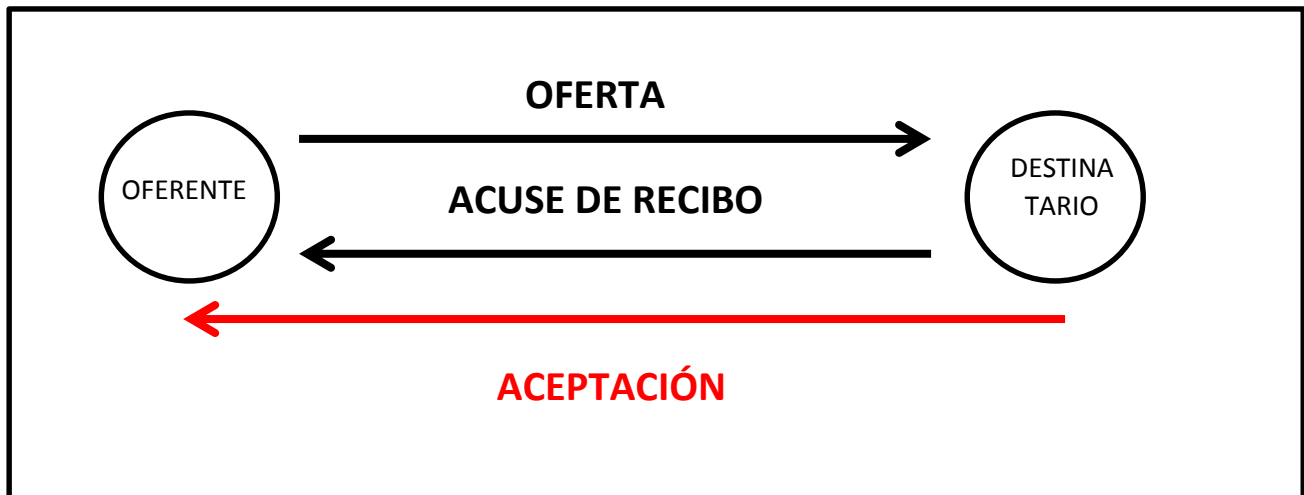 OFERTA
OFERENTE
DESTINA
TARIO
ACUSE DE RECIBO
ACEPTACIÓN